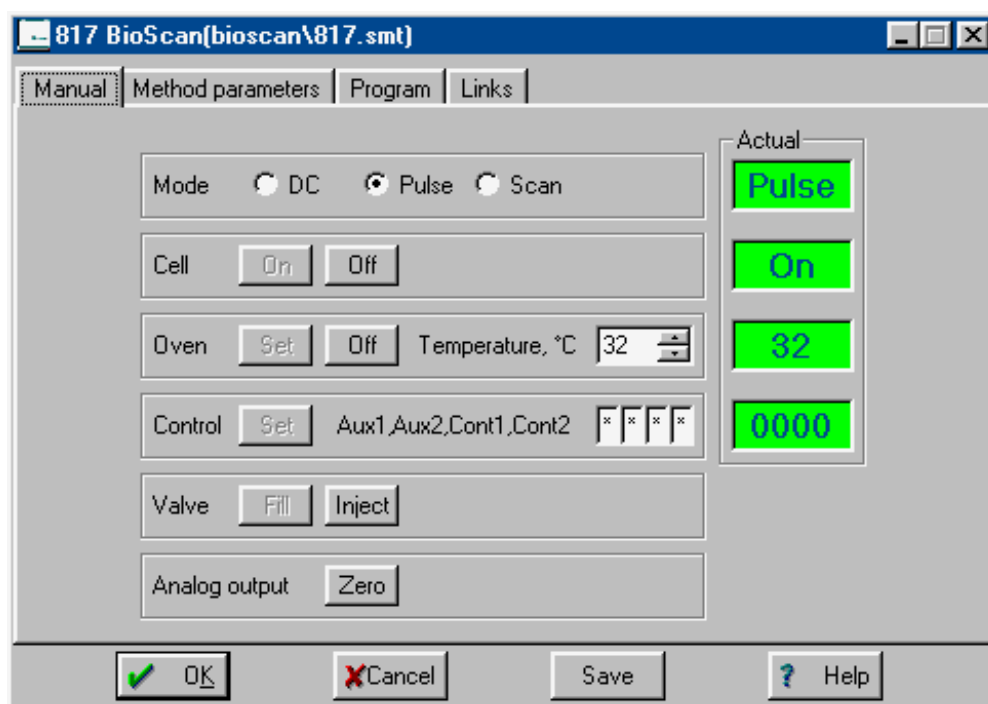 817 BioScan(bioscan\817.smt)
Manual Method parameters Program Links
Actual
Mode DC Pulse Scan Pulse
Cell On Off On
Oven Set Off Temperature, °C 32 32
Control Set Aux1,Aux2,Cont1,Cont2 * * * * 0000
Valve Fill Inject
Analog output Zero
OK Cancel Save ? Help